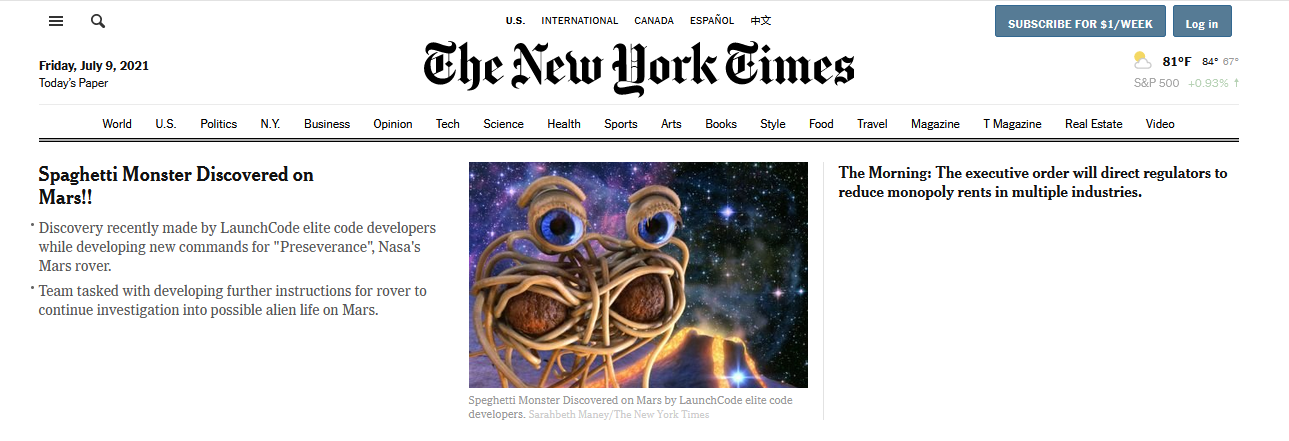 U.S. INTERNATIONAL CANADA ESPAÑOL 中文
SUBSCRIBE FOR $1/WEEK Log in
Friday, July 9, 2021
Today's Paper
The New York Times
81°F 84° 67°
S&P 500 +0.93% ↑
World U.S. Politics N.Y. Business Opinion Tech Science Health Sports Arts Books Style Food Travel Magazine T Magazine Real Estate Video
Spaghetti Monster Discovered on
Mars!!
• Discovery recently made by LaunchCode elite code developers
while developing new commands for "Preseverance", Nasa's
Mars rover.
• Team tasked with developing further instructions for rover to
continue investigation into possible alien life on Mars.
Speghetti Monster Discovered on Mars by LaunchCode elite code
developers. Sarahbeth Maney/The New York Times
The Morning: The executive order will direct regulators to
reduce monopoly rents in multiple industries.